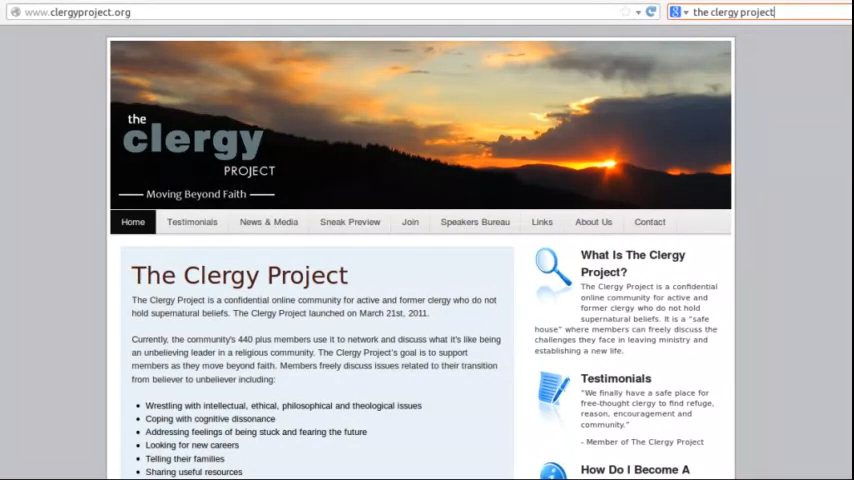 www.clergyproject.org
the clergy project
the
clergy
PROJECT
Moving Beyond Faith
Home Testimonials News & Media Sneak Preview Join Speakers Bureau Links About Us Contact
The Clergy Project
The Clergy Project is a confidential online community for active and former clergy who do not
hold supernatural beliefs. The Clergy Project launched on March 21st, 2011.
Currently, the community's 440 plus members use it to network and discuss what it's like being
an unbelieving leader in a religious community. The Clergy Project's goal is to support
members as they move beyond faith. Members freely discuss issues related to their transition
from believer to unbeliever including:
• Wrestling with intellectual, ethical, philosophical and theological issues
• Coping with cognitive dissonance
• Addressing feelings of being stuck and fearing the future
• Looking for new careers
• Telling their families
• Sharing useful resources
What Is The Clergy
Project?
The Clergy Project is a confidential
online community for active and
former clergy who do not hold
supernatural beliefs. It is a "safe
house" where members can freely discuss the
challenges they face in leaving ministry and
establishing a new life.
Testimonials
"We finally have a safe place for
free-thought clergy to find refuge,
reason, encouragement and
community."
- Member of The Clergy Project
How Do I Become A